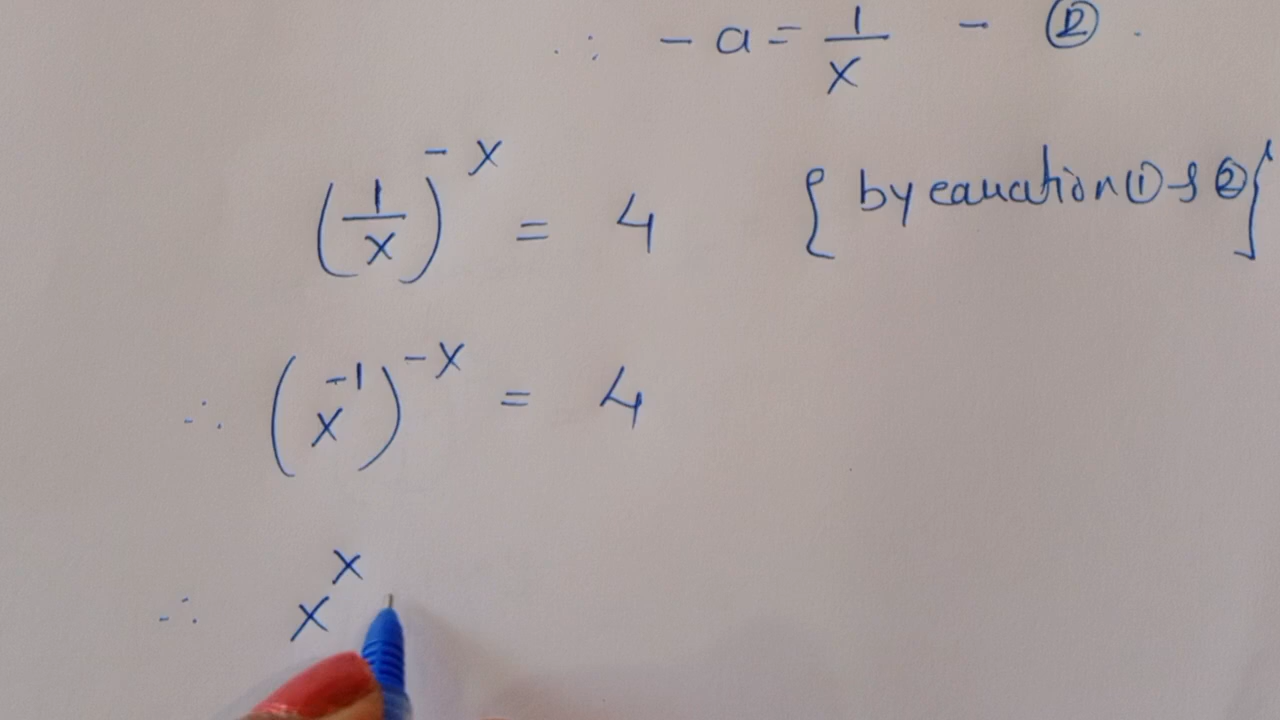 ∴ -a = 1/x - ②.
(1/x)^-x = 4 { by equation ① & ② }
∴ (x^-1)^-x = 4
∴ x^x